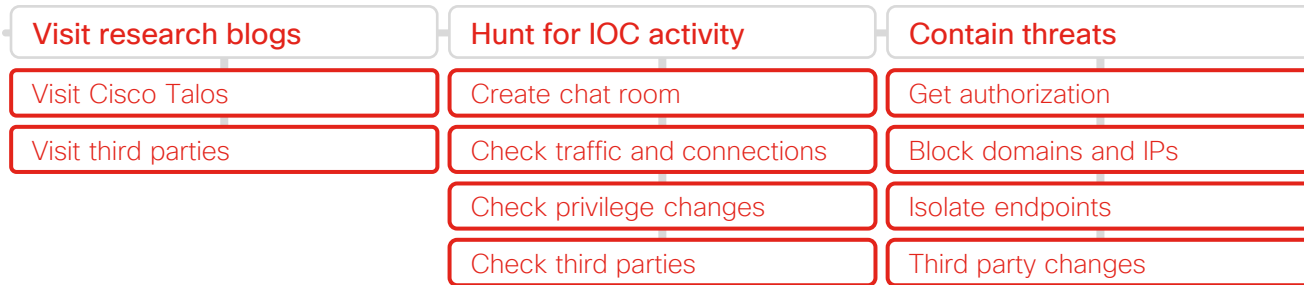 Visit research blogs
Visit Cisco Talos
Visit third parties
Hunt for IOC activity
Create chat room
Check traffic and connections
Check privilege changes
Check third parties
Contain threats
Get authorization
Block domains and IPs
Isolate endpoints
Third party changes